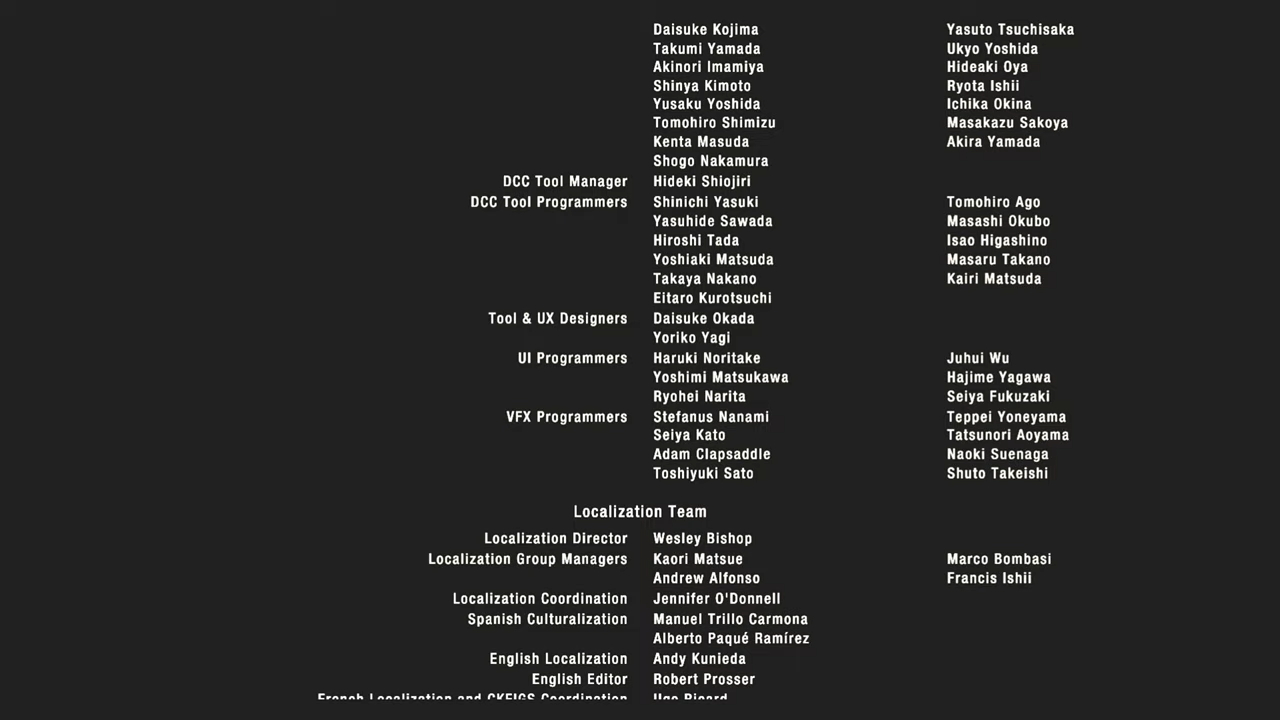 Daisuke Kojima Yasuto Tsuchisaka
Takumi Yamada Ukyo Yoshida
Akinori Imamiya Hideaki Oya
Shinya Kimoto Ryota Ishii
Yusaku Yoshida Ichika Okina
Tomohiro Shimizu Masakazu Sakoya
Kenta Masuda Akira Yamada
Shogo Nakamura
DCC Tool Manager Hideki Shiojiri
DCC Tool Programmers Shinichi Yasuki Tomohiro Ago
Yasuhide Sawada Masashi Okubo
Hiroshi Tada Isao Higashino
Yoshiaki Matsuda Masaru Takano
Takaya Nakano Kairi Matsuda
Eitaro Kurotsuchi
Tool & UX Designers Daisuke Okada
Yoriko Yagi
UI Programmers Haruki Noritake Juhui Wu
Yoshimi Matsukawa Hajime Yagawa
Ryohei Narita Seiya Fukuzaki
VFX Programmers Stefanus Nanami Teppei Yoneyama
Seiya Kato Tatsunori Aoyama
Adam Clapsaddle Naoki Suenaga
Toshiyuki Sato Shuto Takeishi
Localization Team
Localization Director Wesley Bishop
Localization Group Managers Kaori Matsue Marco Bombasi
Andrew Alfonso Francis Ishii
Localization Coordination Jennifer O'Donnell
Spanish Culturalization Manuel Trillo Carmona
Alberto Paqué Ramírez
English Localization Andy Kunieda
English Editor Robert Prosser
French Localization and CKFIGS Coordination Ugo Ricard